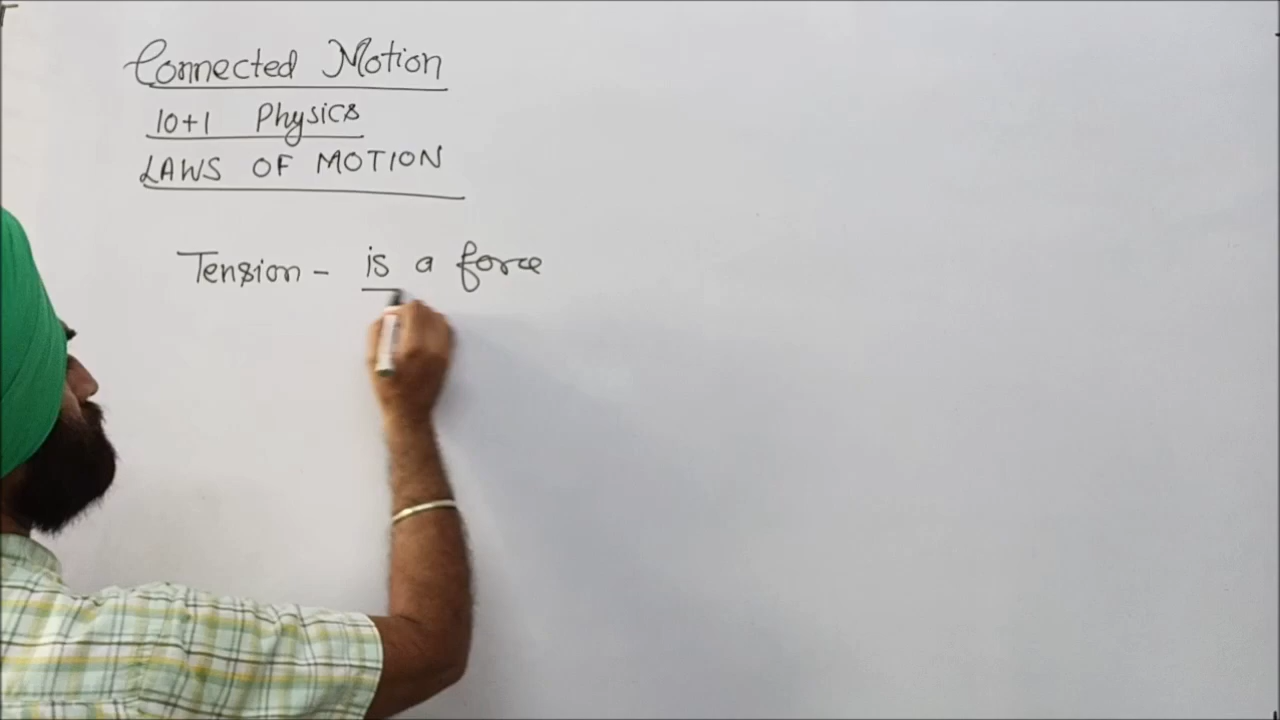 Connected Motion
10+1 Physics
LAWS OF MOTION
Tension - is a force